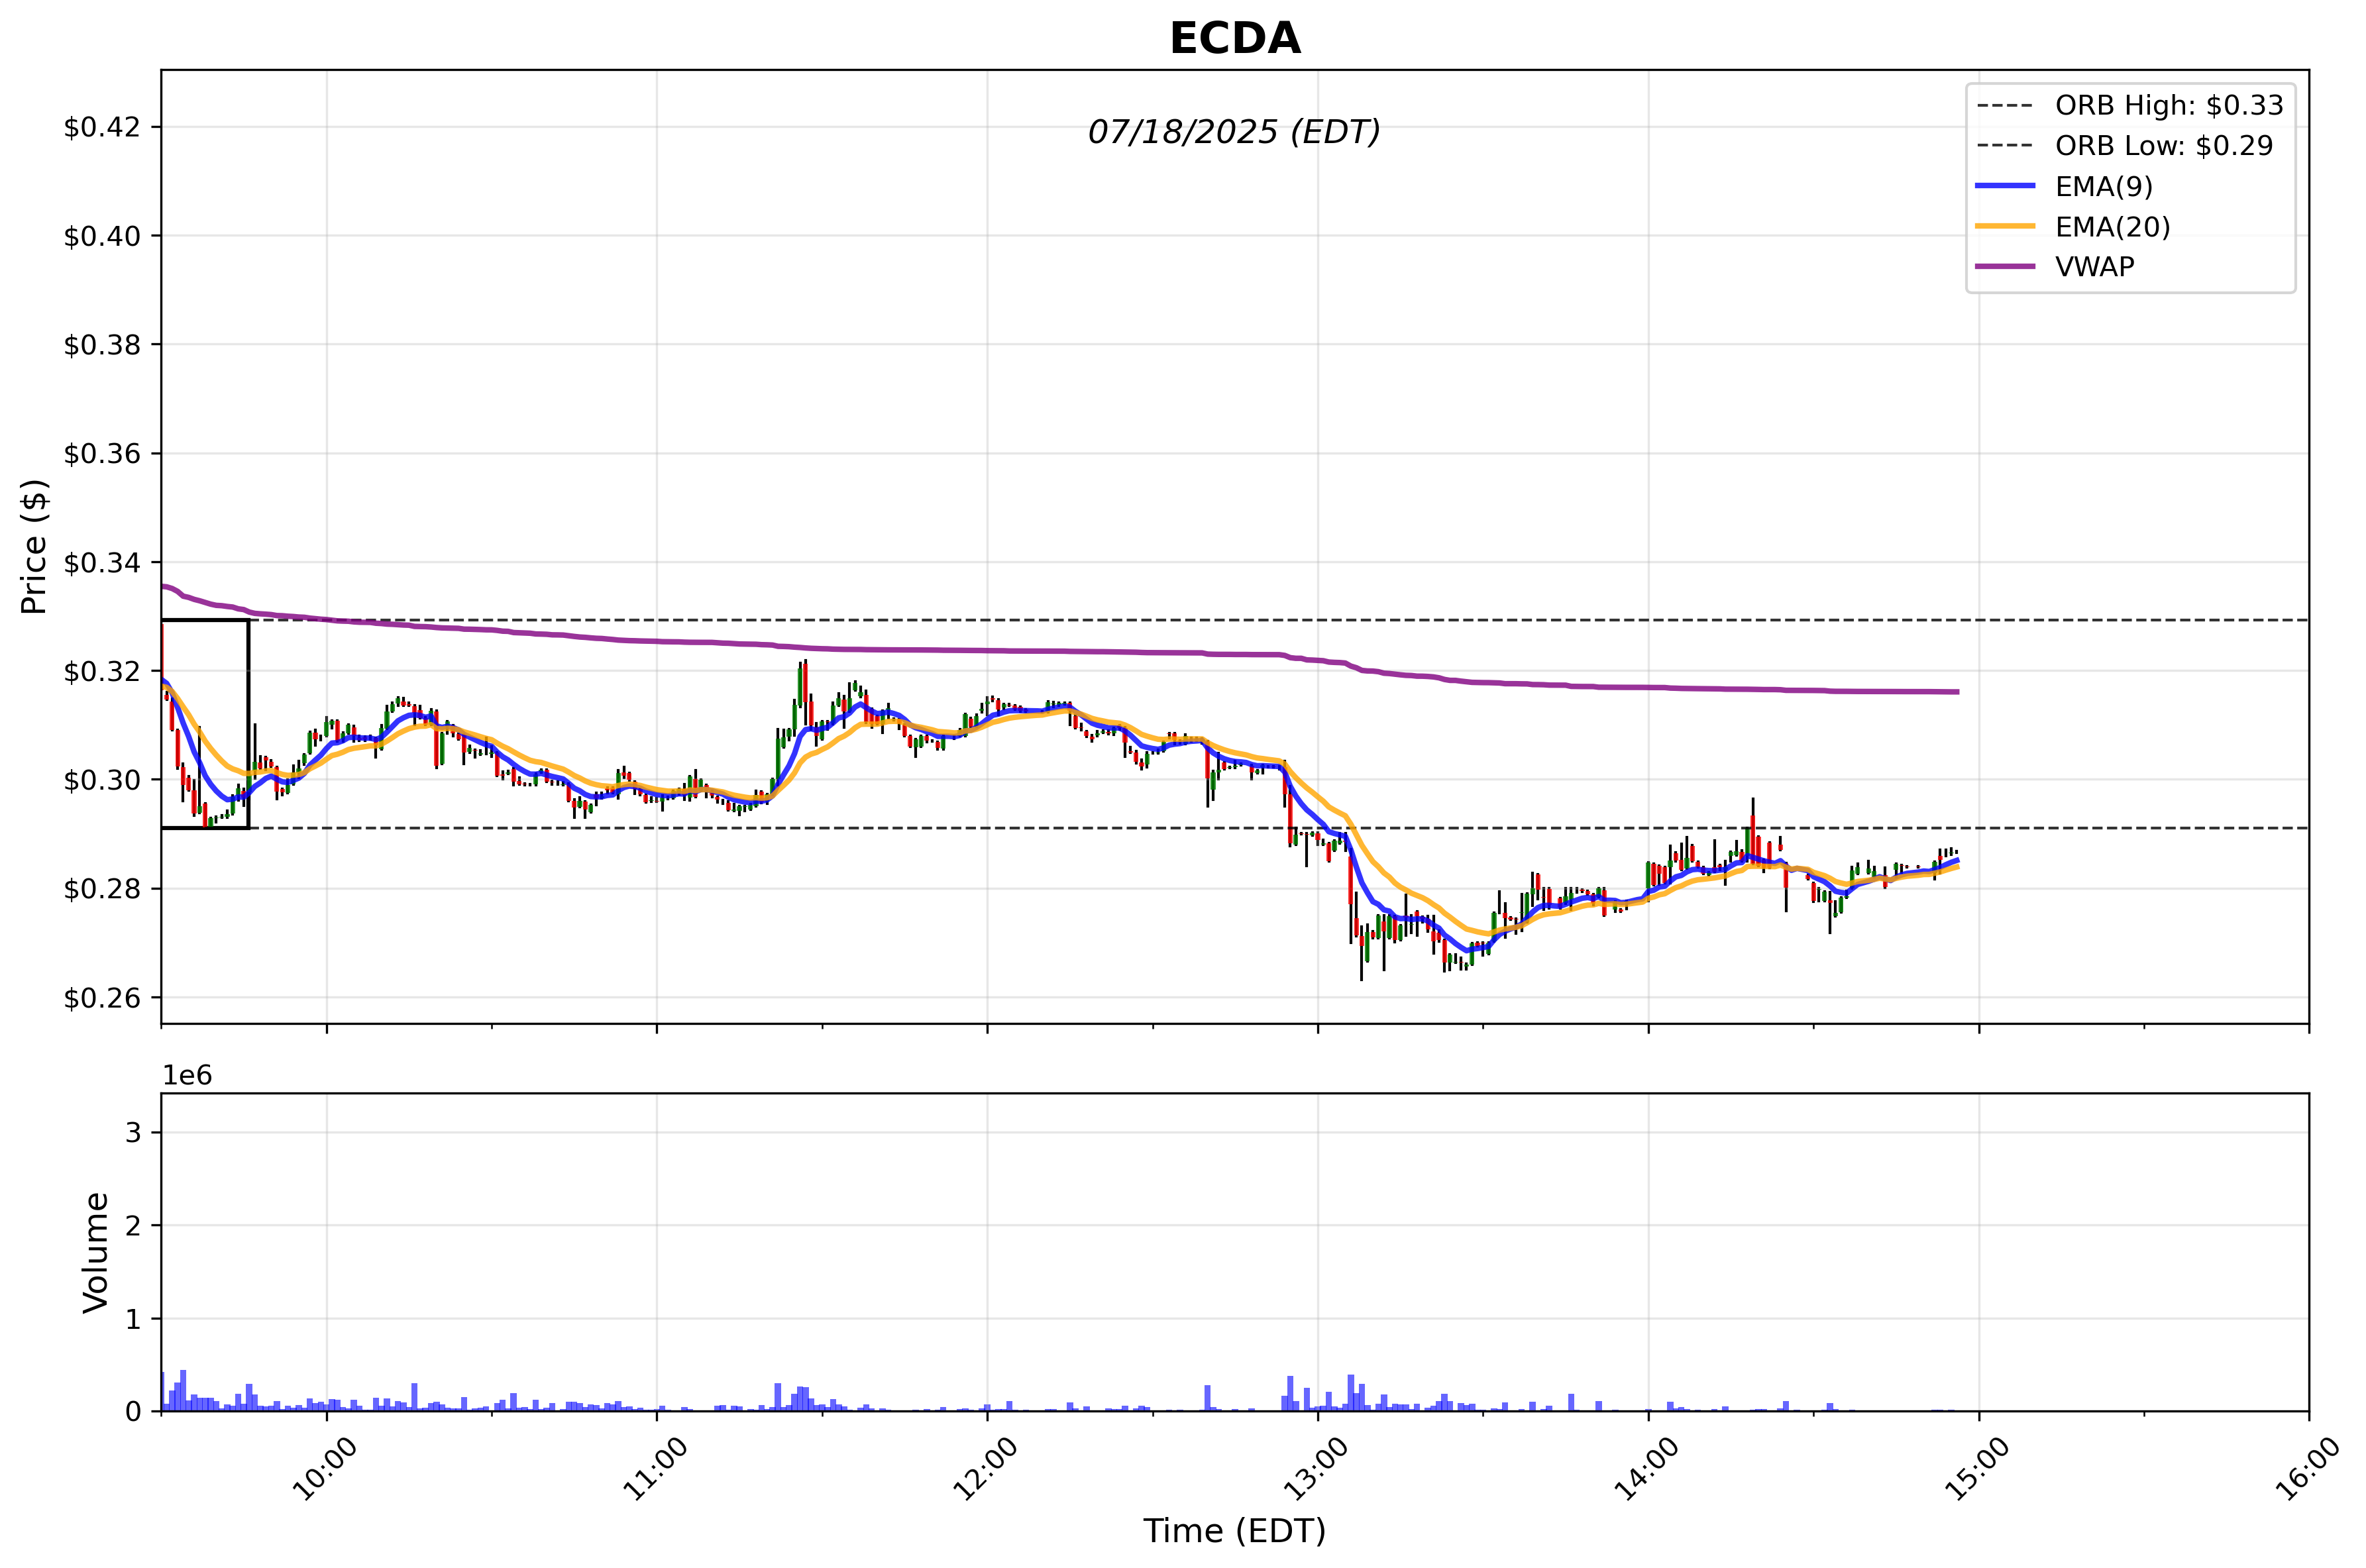 ECDA
07/18/2025 (EDT)
ORB High: $0.33
ORB Low: $0.29
EMA(9)
EMA(20)
VWAP
Price ($)
$0.42
$0.40
$0.38
$0.36
$0.34
$0.32
$0.30
$0.28
$0.26
1e6
Volume
3
2
1
0
10:00
11:00
12:00
13:00
14:00
15:00
16:00
Time (EDT)